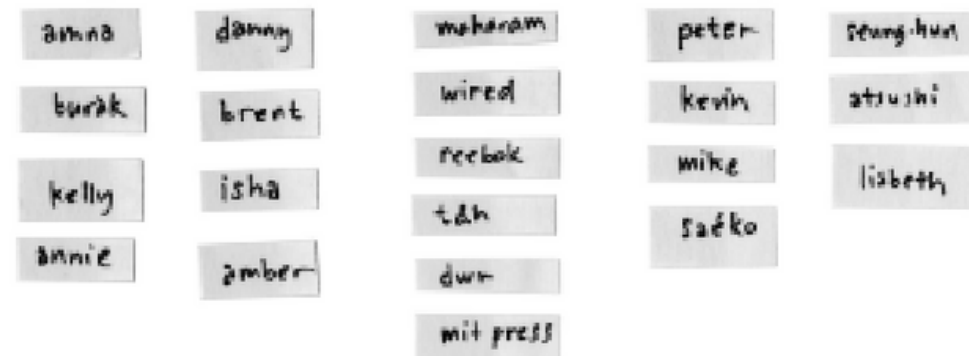 amna
burak
kelly
annie
danny
brent
isha
amber
maharam
wired
reebok
t&h
dwr
mit press
peter
kevin
mike
saeko
seung-hun
atsushi
lisbeth